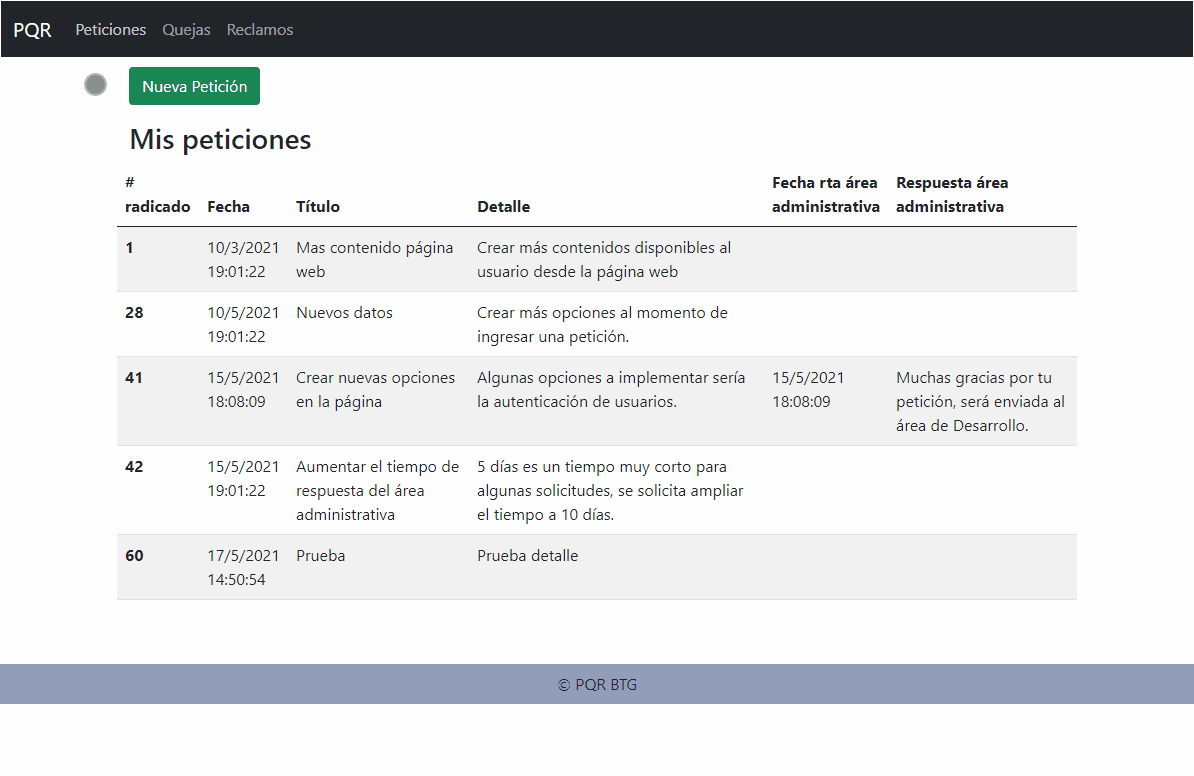 PQR Peticiones Quejas Reclamos
Nueva Petición
Mis peticiones
# radicado Fecha Título Detalle Fecha rta área administrativa Respuesta área administrativa
1 10/3/2021 19:01:22 Mas contenido página web Crear más contenidos disponibles al usuario desde la página web
28 10/5/2021 19:01:22 Nuevos datos Crear más opciones al momento de ingresar una petición.
41 15/5/2021 18:08:09 Crear nuevas opciones en la página Algunas opciones a implementar sería la autenticación de usuarios. 15/5/2021 18:08:09 Muchas gracias por tu petición, será enviada al área de Desarrollo.
42 15/5/2021 19:01:22 Aumentar el tiempo de respuesta del área administrativa 5 días es un tiempo muy corto para algunas solicitudes, se solicita ampliar el tiempo a 10 días.
60 17/5/2021 14:50:54 Prueba Prueba detalle
© PQR BTG